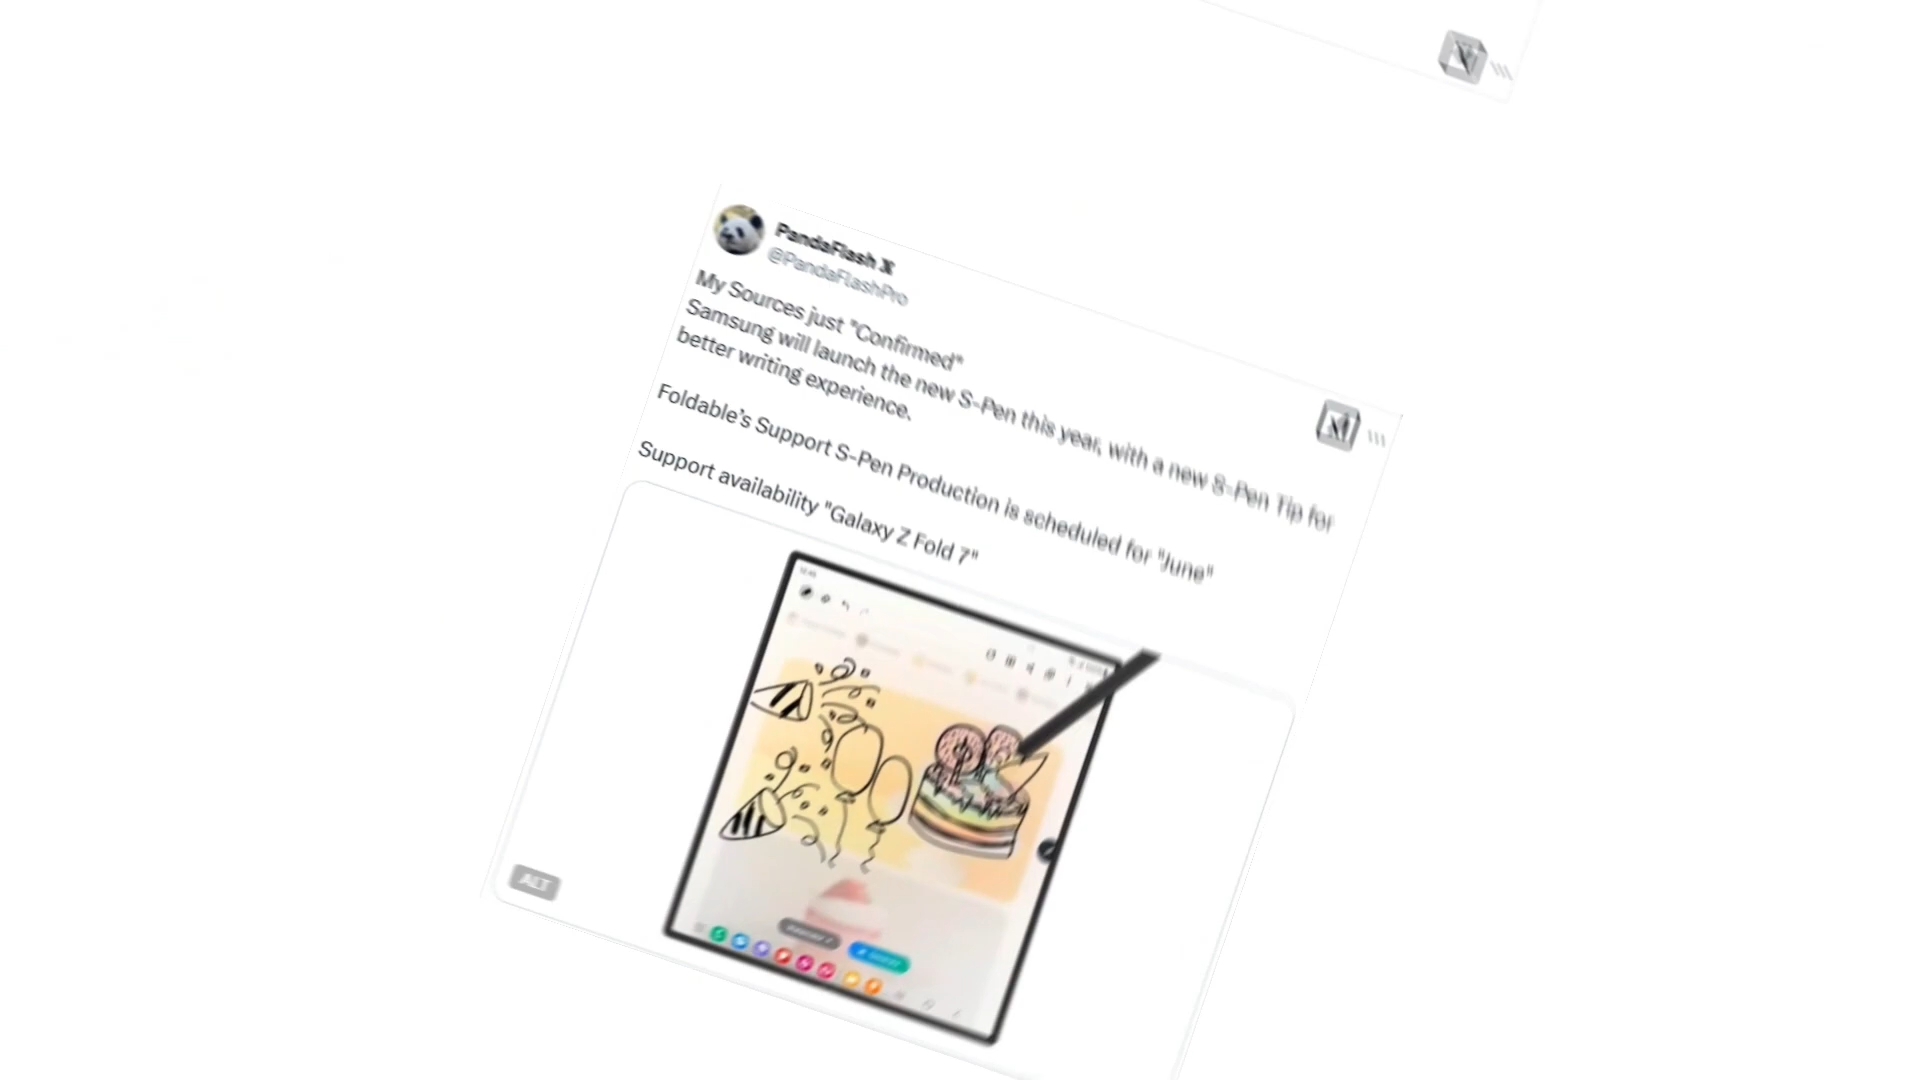 PandaFlash X
@PandaFlashPro
My Sources just "Confirmed"
Samsung will launch the new S-Pen this year, with a new S-Pen Tip for
better writing experience.
Foldable's Support S-Pen Production is scheduled for "June"
Support availability "Galaxy Z Fold 7"
ALT